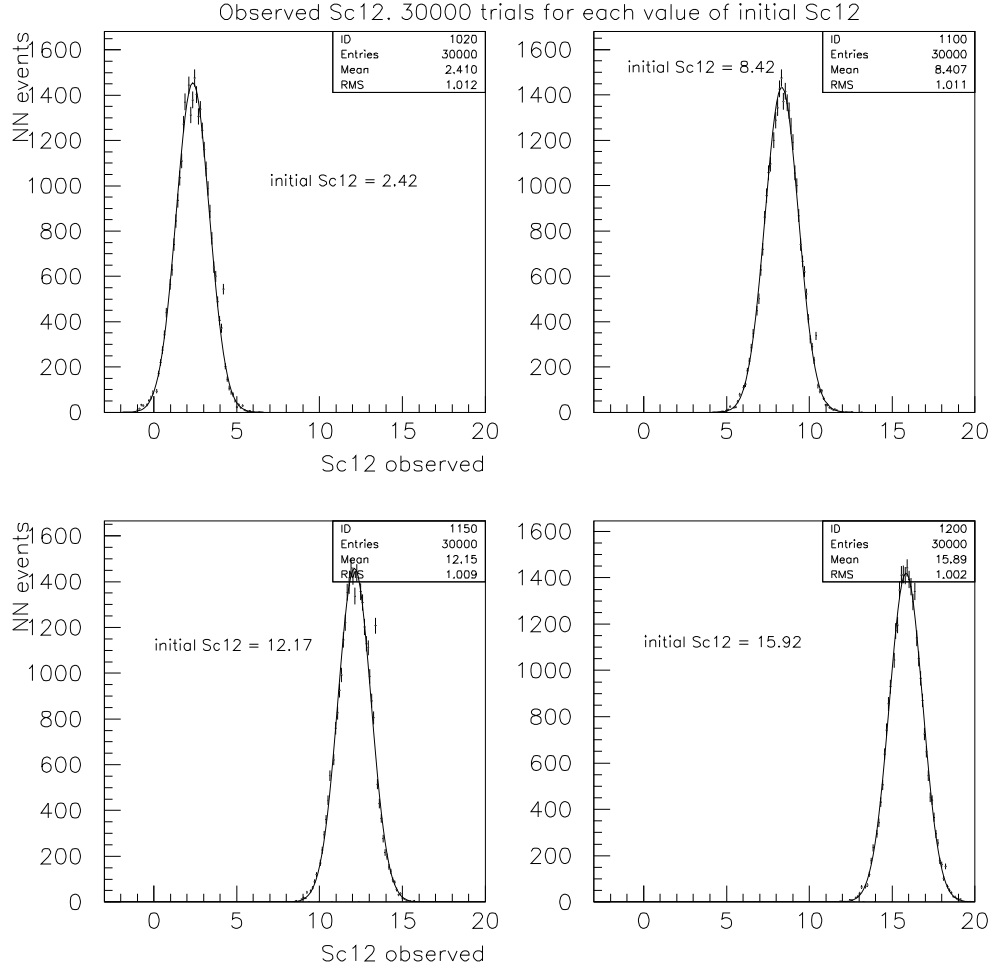 Observed Sc12. 30000 trials for each value of initial Sc12
NN events
1600
1400
1200
1000
800
600
400
200
0
ID 1020
Entries 30000
Mean 2.410
RMS 1.012
initial Sc12 = 2.42
0 5 10 15 20
Sc12 observed
1600
1400
1200
1000
800
600
400
200
0
initial Sc12 = 8.42
ID 1100
Entries 30000
Mean 8.407
RMS 1.011
0 5 10 15 20
NN events
1600
1400
1200
1000
800
600
400
200
0
ID 1150
Entries 30000
Mean 12.15
RMS 1.009
initial Sc12 = 12.17
0 5 10 15 20
Sc12 observed
1600
1400
1200
1000
800
600
400
200
0
ID 1200
Entries 30000
Mean 15.89
RMS 1.002
initial Sc12 = 15.92
0 5 10 15 20